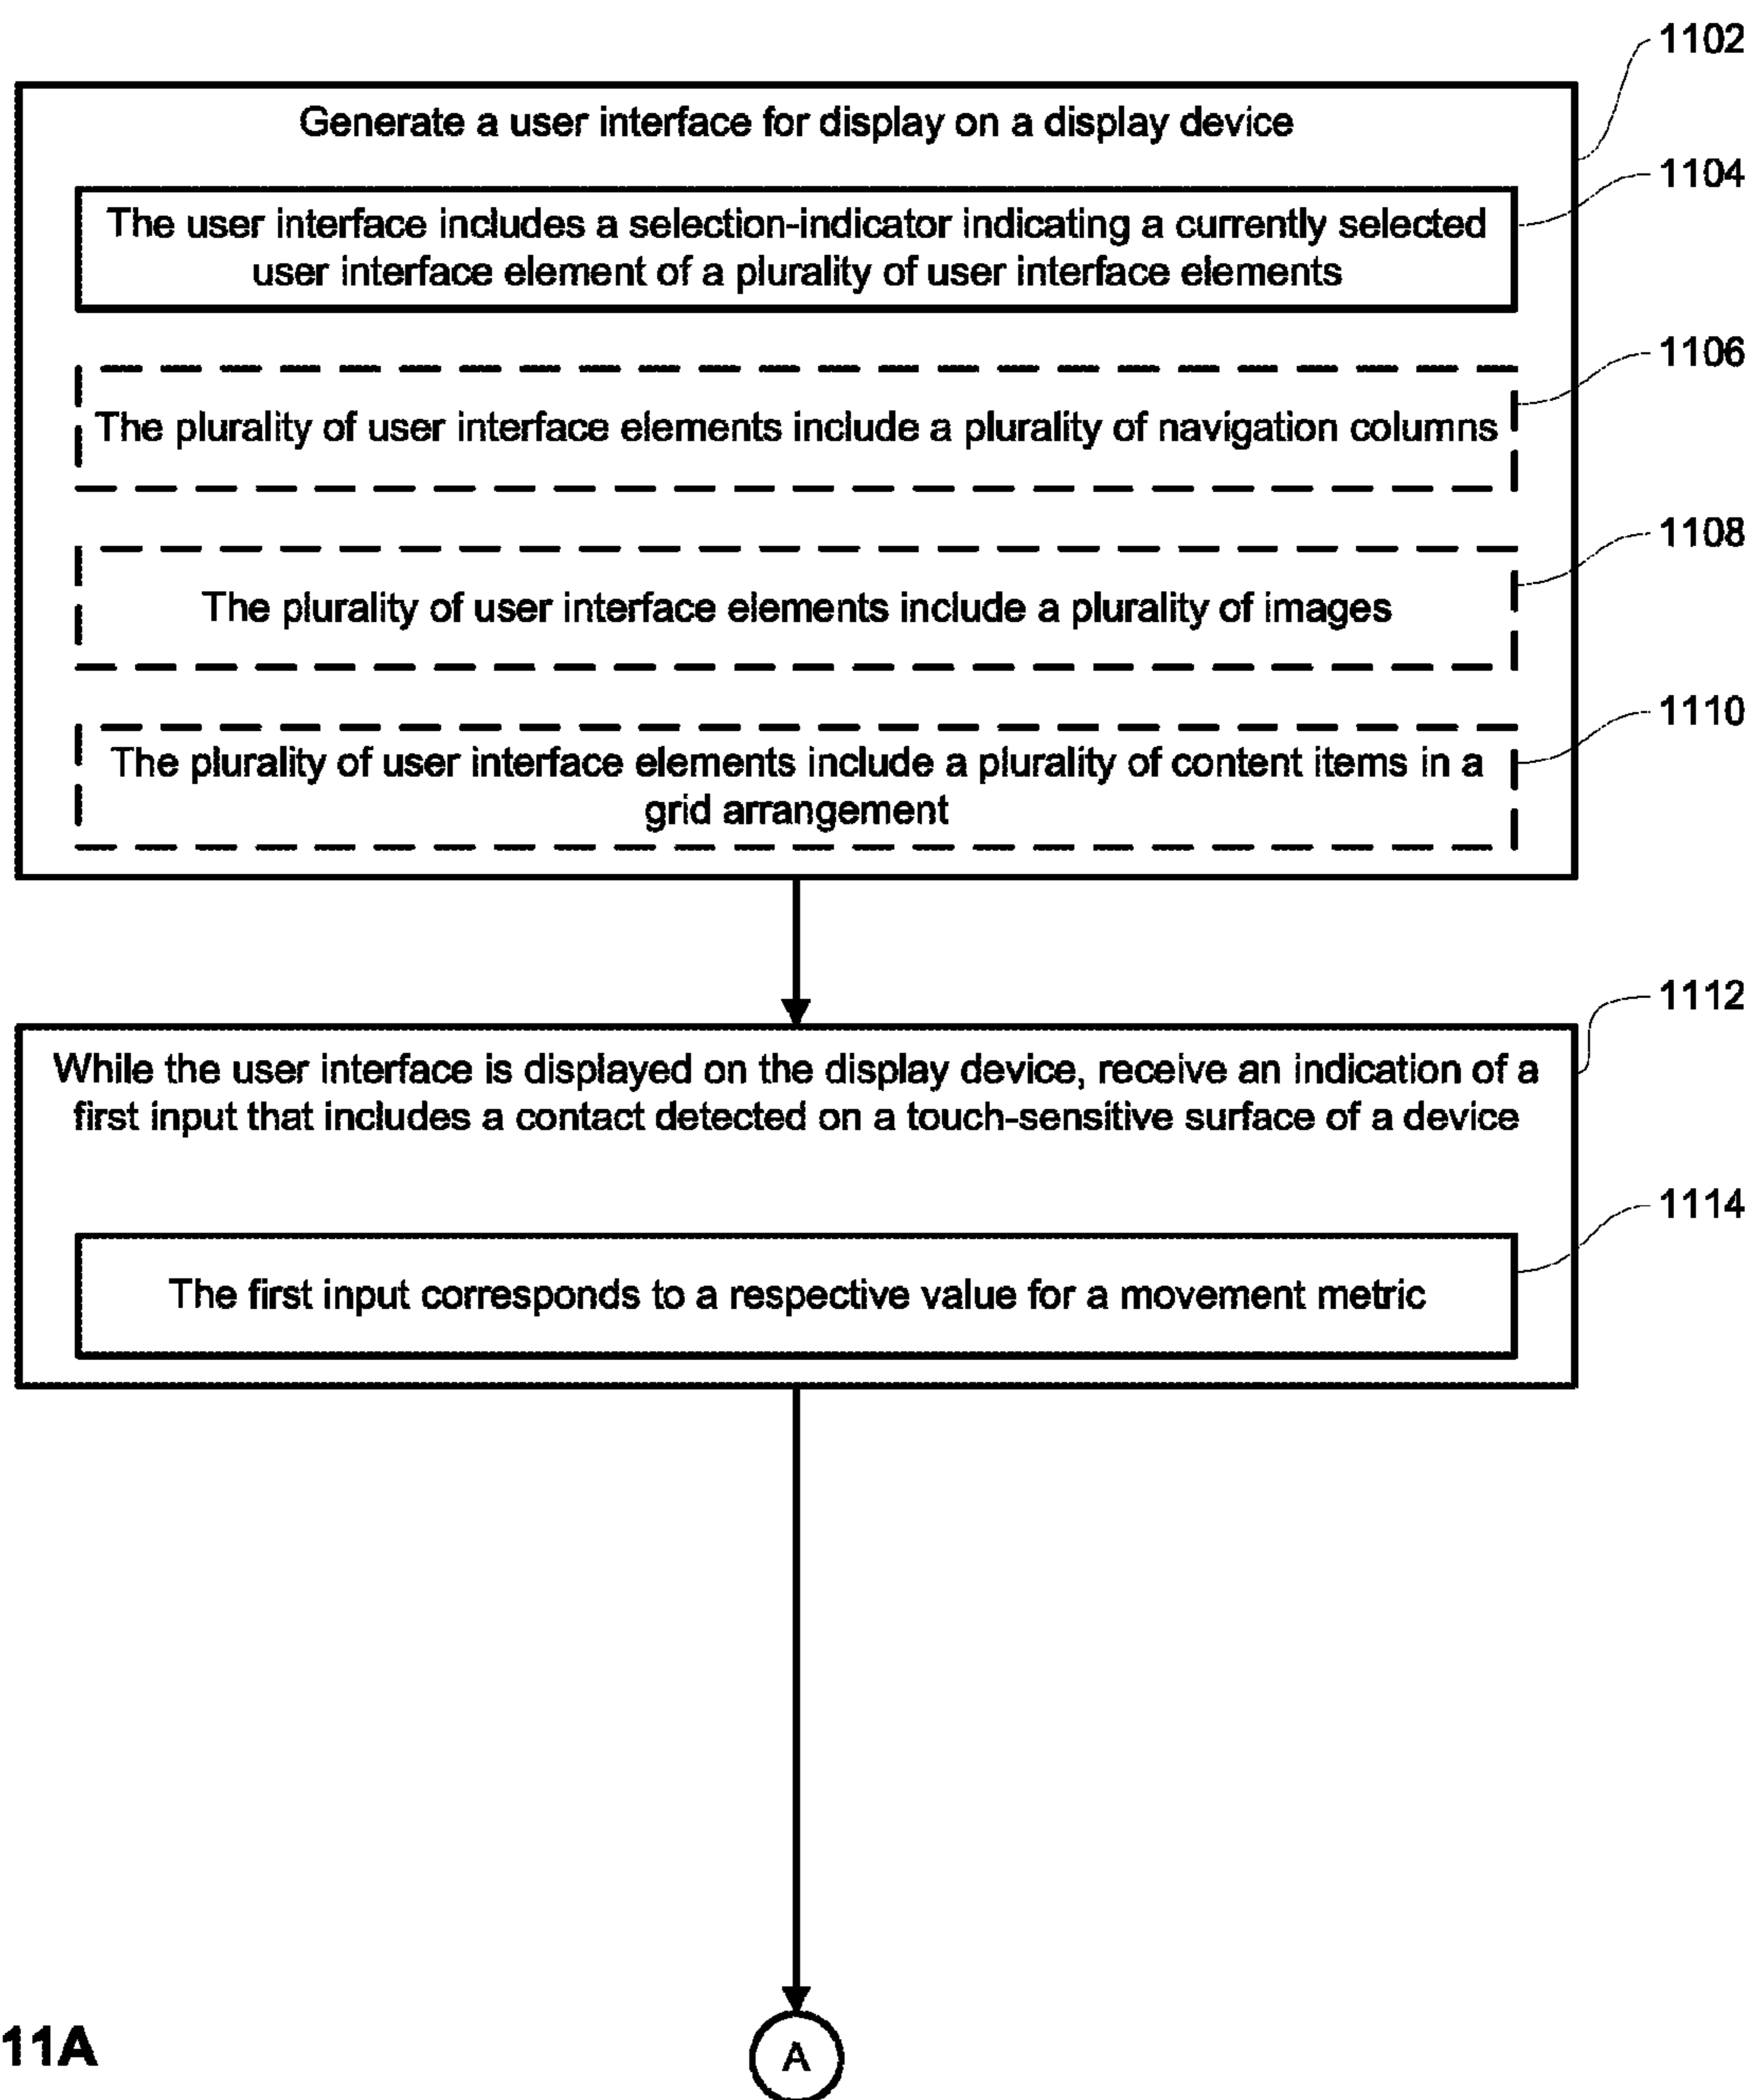 1102
Generate a user interface for display on a display device
1104
The user interface includes a selection-indicator indicating a currently selected
user interface element of a plurality of user interface elements
1106
The plurality of user interface elements include a plurality of navigation columns
1108
The plurality of user interface elements include a plurality of images
1110
The plurality of user interface elements include a plurality of content items in a
grid arrangement
1112
While the user interface is displayed on the display device, receive an indication of a
first input that includes a contact detected on a touch-sensitive surface of a device
1114
The first input corresponds to a respective value for a movement metric
11A
A